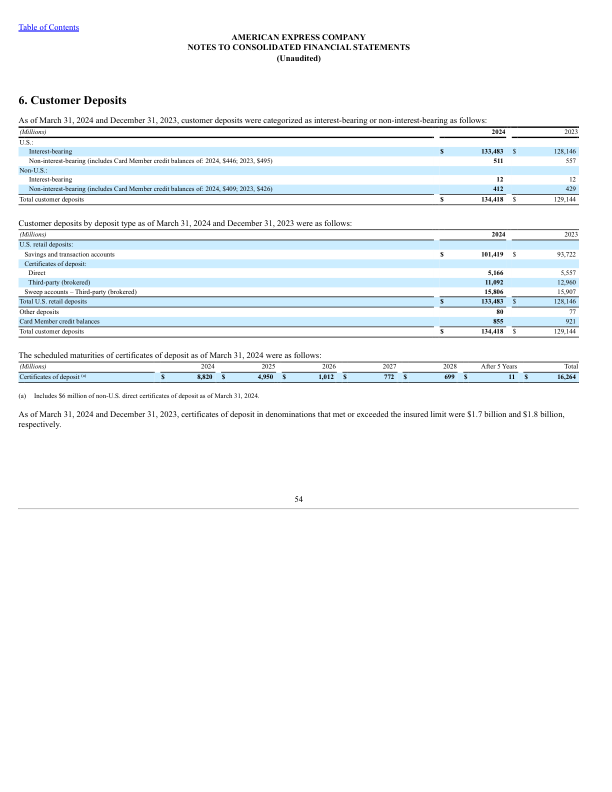 Table of Contents
AMERICAN EXPRESS COMPANY
NOTES TO CONSOLIDATED FINANCIAL STATEMENTS
(Unaudited)
6. Customer Deposits
As of March 31, 2024 and December 31, 2023, customer deposits were categorized as interest-bearing or non-interest-bearing as follows:
(Millions) 2024 2023
U.S.:
Interest-bearing $ 133,483 $ 128,146
Non-interest-bearing (includes Card Member credit balances of: 2024, $446; 2023, $495) 511 557
Non-U.S.:
Interest-bearing 12 12
Non-interest-bearing (includes Card Member credit balances of: 2024, $409; 2023, $426) 412 429
Total customer deposits $ 134,418 $ 129,144
Customer deposits by deposit type as of March 31, 2024 and December 31, 2023 were as follows:
(Millions) 2024 2023
U.S. retail deposits:
Savings and transaction accounts $ 101,419 $ 93,722
Certificates of deposit:
Direct 5,166 5,557
Third-party (brokered) 11,092 12,960
Sweep accounts – Third-party (brokered) 15,806 15,907
Total U.S. retail deposits $ 133,483 $ 128,146
Other deposits 80 77
Card Member credit balances 855 921
Total customer deposits $ 134,418 $ 129,144
The scheduled maturities of certificates of deposit as of March 31, 2024 were as follows:
(Millions) 2024 2025 2026 2027 2028 After 5 Years Total
Certificates of deposit (a) $ 8,820 $ 4,950 $ 1,012 $ 772 $ 699 $ 11 $ 16,264
(a) Includes $6 million of non-U.S. direct certificates of deposit as of March 31, 2024.
As of March 31, 2024 and December 31, 2023, certificates of deposit in denominations that met or exceeded the insured limit were $1.7 billion and $1.8 billion,
respectively.
54